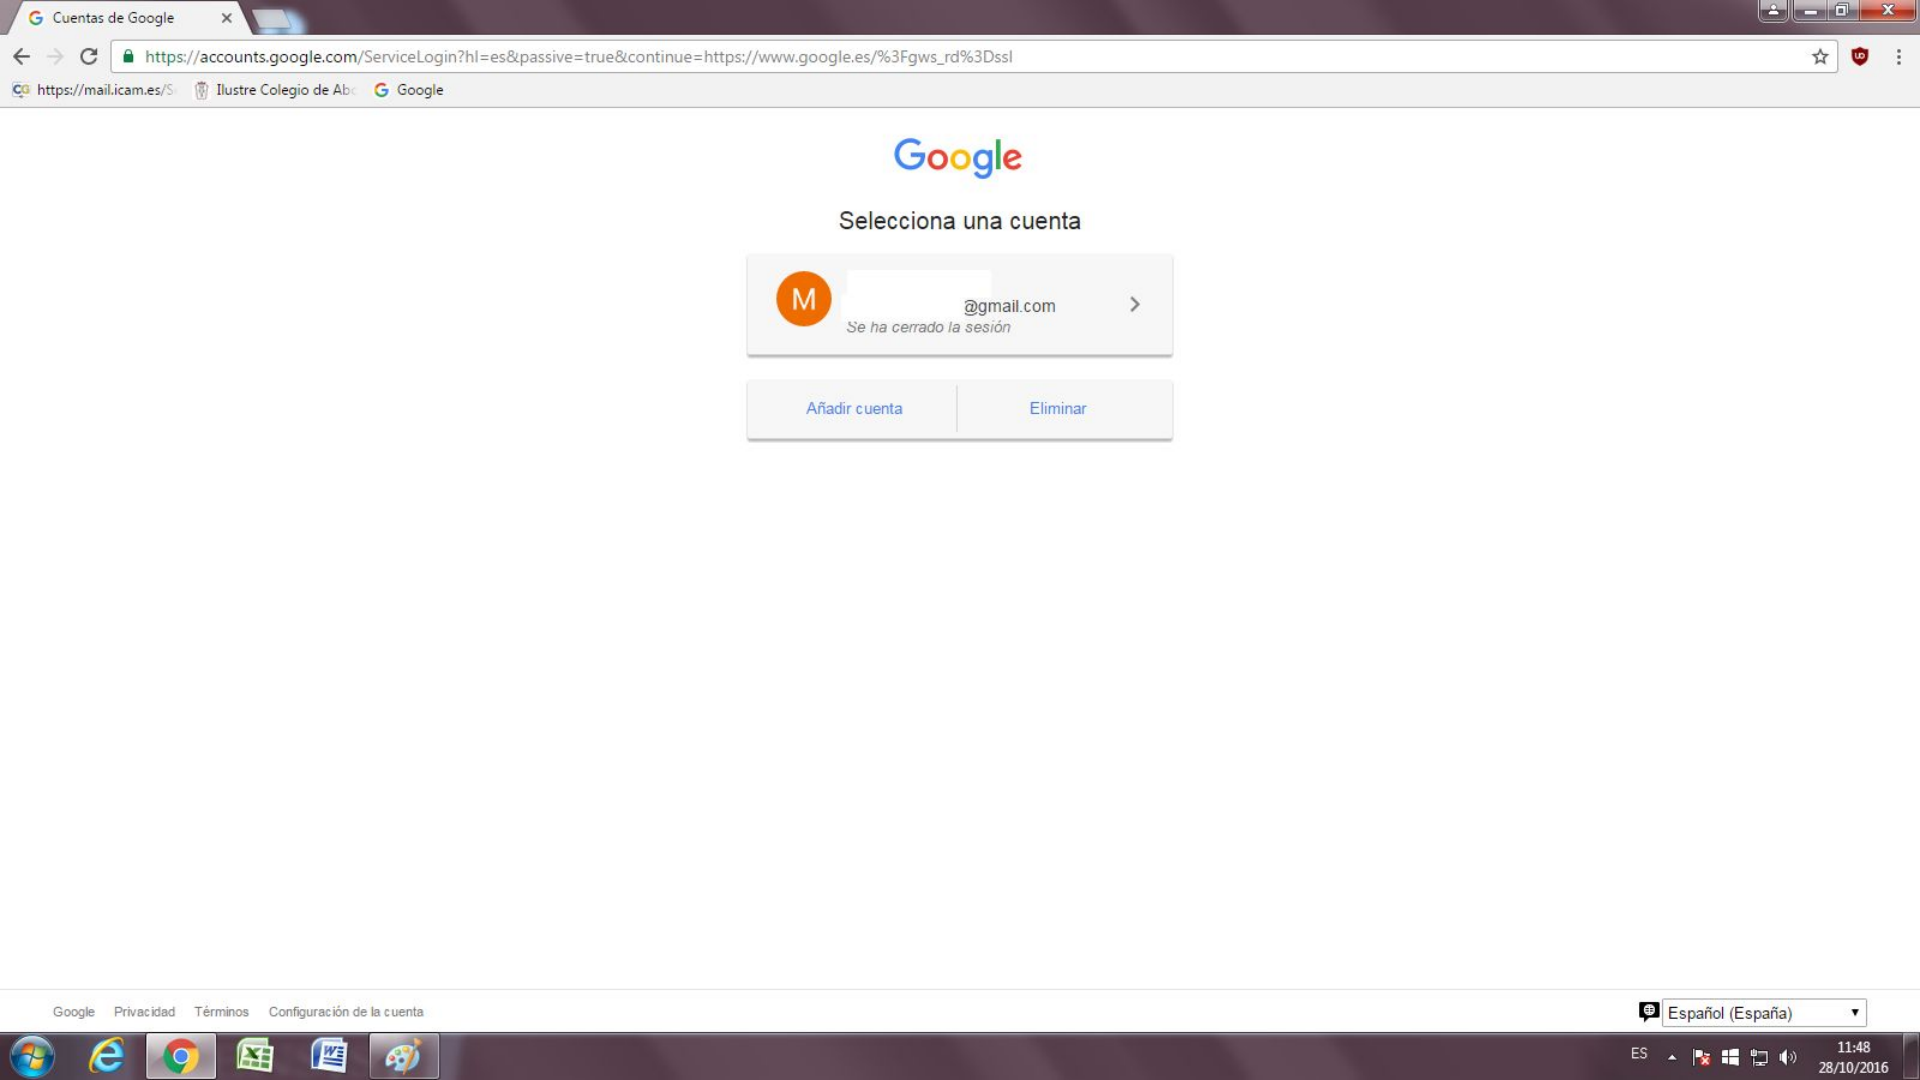 Cuentas de Google
https://accounts.google.com/ServiceLogin?hl=es&passive=true&continue=https://www.google.es/%3Fgws_rd%3Dssl
https://mail.icam.es/S
Ilustre Colegio de Abo
Google
Google
Selecciona una cuenta
M
@gmail.com
Se ha cerrado la sesión
Añadir cuenta
Eliminar
Google Privacidad Términos Configuración de la cuenta
Español (España)
ES
11:48
28/10/2016